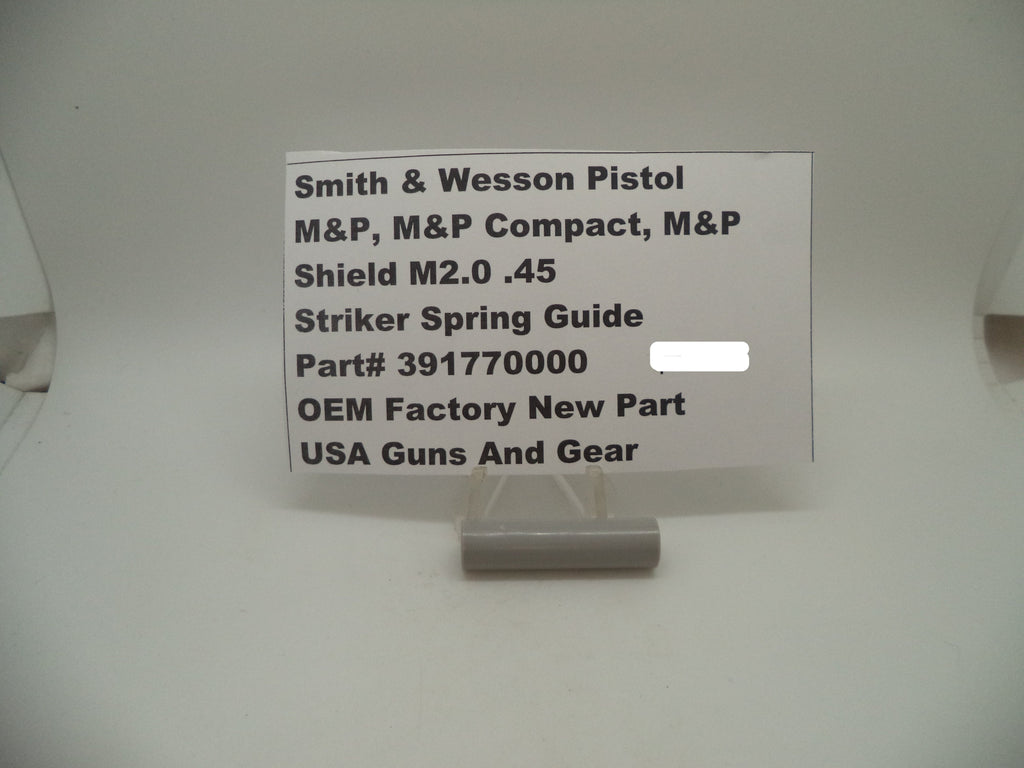 Smith & Wesson Pistol
M&P, M&P Compact, M&P
Shield M2.0 .45
Striker Spring Guide
Part# 391770000
OEM Factory New Part
USA Guns And Gear